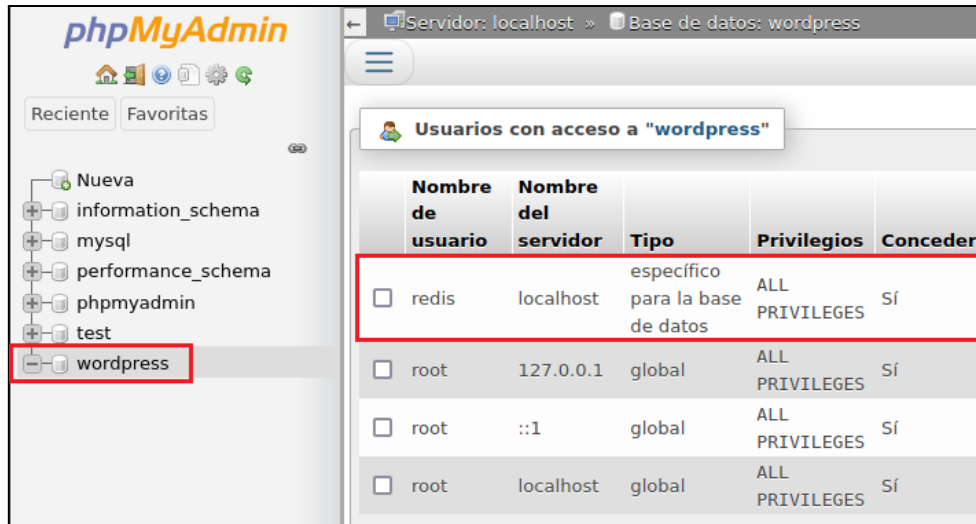 phpMyAdmin
Reciente Favoritas
Nueva
information_schema
mysql
performance_schema
phpmyadmin
test
wordpress
← Servidor: localhost » Base de datos: wordpress
Usuarios con acceso a "wordpress"
Nombre de usuario Nombre del servidor Tipo Privilegios Conceder
redis localhost específico para la base de datos ALL PRIVILEGES Sí
root 127.0.0.1 global ALL PRIVILEGES Sí
root ::1 global ALL PRIVILEGES Sí
root localhost global ALL PRIVILEGES Sí